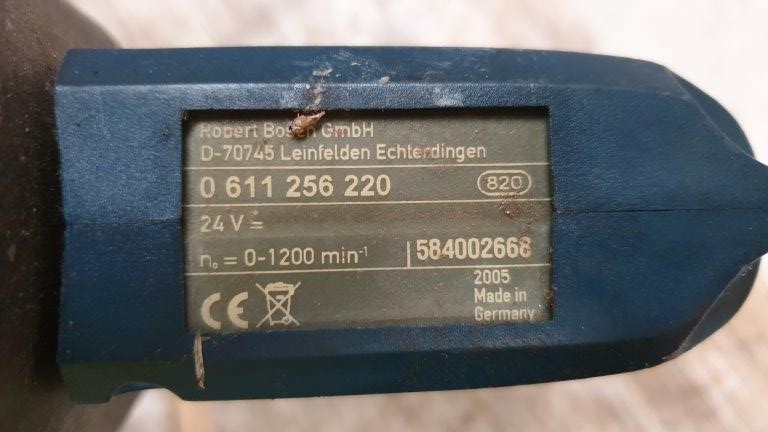 Robert Bosch GmbH
D-70745 Leinfelden Echterdingen
0 611 256 220 820
24 V ⎓
n₀ = 0-1200 min⁻¹ 584002668
2005
CE Made in
Germany